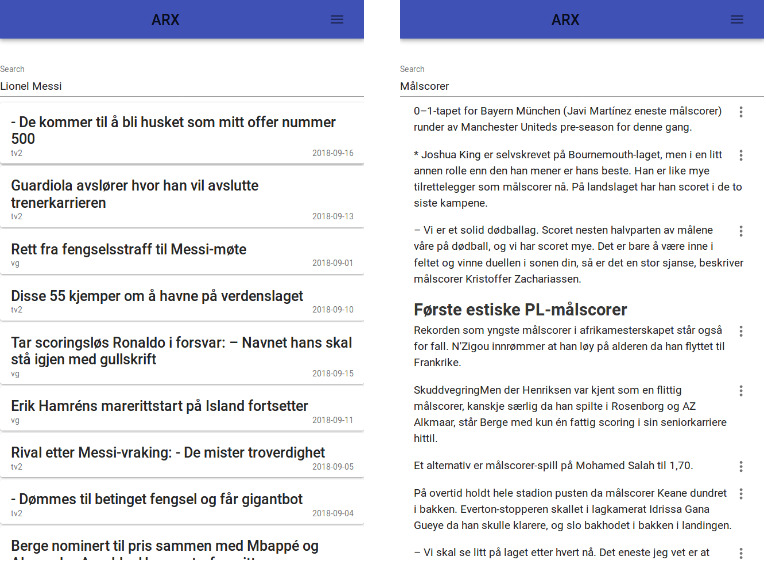 ARX
Search
Lionel Messi
- De kommer til å bli husket som mitt offer nummer
500
tv2 2018-09-16
Guardiola avslører hvor han vil avslutte
trenerkarrieren
tv2 2018-09-13
Rett fra fengselsstraff til Messi-møte
vg 2018-09-01
Disse 55 kjemper om å havne på verdenslaget
tv2 2018-09-10
Tar scoringsløs Ronaldo i forsvar: – Navnet hans skal
stå igjen med gullskrift
vg 2018-09-15
Erik Hamréns marerittstart på Island fortsetter
vg 2018-09-11
Rival etter Messi-vraking: - De mister troverdighet
tv2 2018-09-05
- Dømmes til betinget fengsel og får gigantbot
tv2 2018-09-04
Berge nominert til pris sammen med Mbappé og
ARX
Search
Målscorer
0–1-tapet for Bayern München (Javi Martínez eneste målscorer)
runder av Manchester Uniteds pre-season for denne gang.
* Joshua King er selvskrevet på Bournemouth-laget, men i en litt
annen rolle enn den han mener er hans beste. Han er like mye
tilrettelegger som målscorer nå. På landslaget har han scoret i de to
siste kampene.
– Vi er et solid dødballag. Scoret nesten halvparten av målene
våre på dødball, og vi har scoret mye. Det er bare å være inne i
feltet og vinne duellen i sonen din, så er det en stor sjanse, beskriver
målscorer Kristoffer Zachariassen.
Første estiske PL-målscorer
Rekorden som yngste målscorer i afrikamesterskapet står også
for fall. N'Zigou innrømmer at han løy på alderen da han flyttet til
Frankrike.
SkuddvegringMen der Henriksen var kjent som en flittig
målscorer, kanskje særlig da han spilte i Rosenborg og AZ
Alkmaar, står Berge med kun én fattig scoring i sin seniorkarriere
hittil.
Et alternativ er målscorer-spill på Mohamed Salah til 1,70.
På overtid holdt hele stadion pusten da målscorer Keane dundret
i bakken. Everton-stopperen skallet i lagkamerat Idrissa Gana
Gueye da han skulle klarere, og slo bakhodet i bakken i landingen.
– Vi skal se litt på laget etter hvert nå. Det eneste jeg vet er at